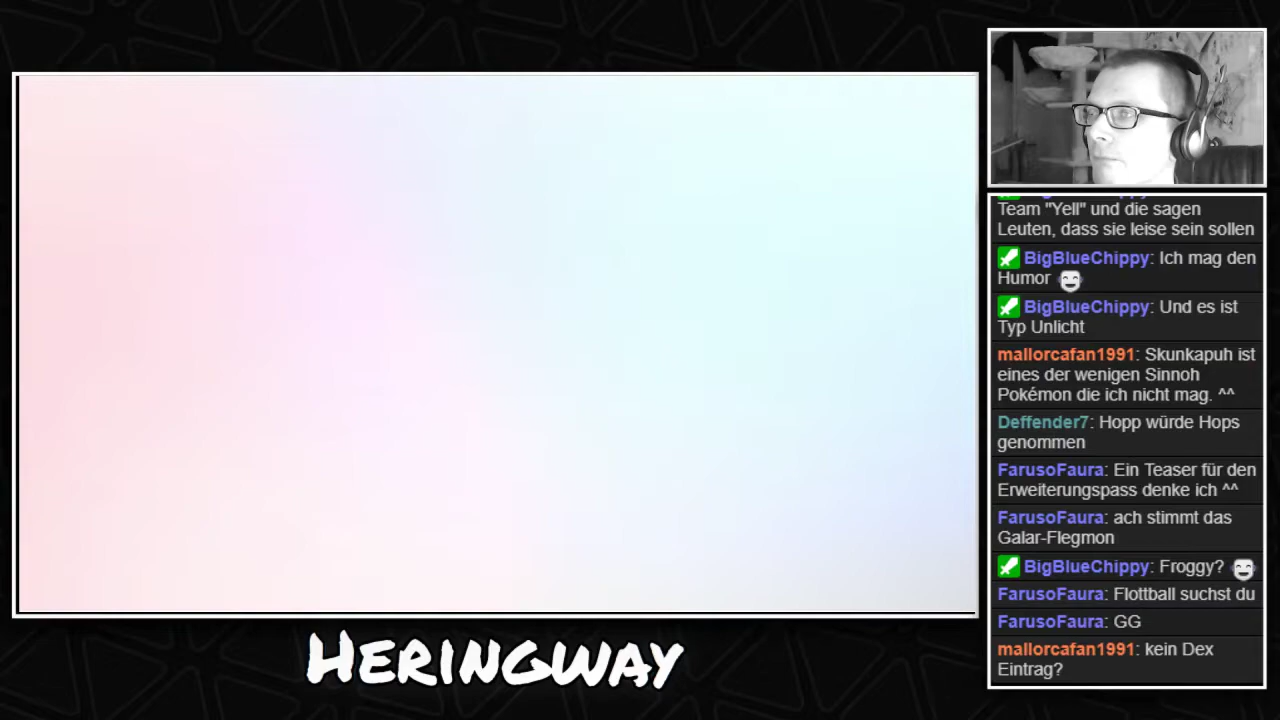 Team "Yell" und die sagen
Leuten, dass sie leise sein sollen
BigBlueChippy: Ich mag den
Humor
BigBlueChippy: Und es ist
Typ Unlicht
mallorcafan1991: Skunkapuh ist
eines der wenigen Sinnoh
Pokémon die ich nicht mag. ^^
Deffender7: Hopp würde Hops
genommen
FarusoFaura: Ein Teaser für den
Erweiterungspass denke ich ^^
FarusoFaura: ach stimmt das
Galar-Flegmon
BigBlueChippy: Froggy?
FarusoFaura: Flottball suchst du
FarusoFaura: GG
mallorcafan1991: kein Dex
Eintrag?
HERINGWAY